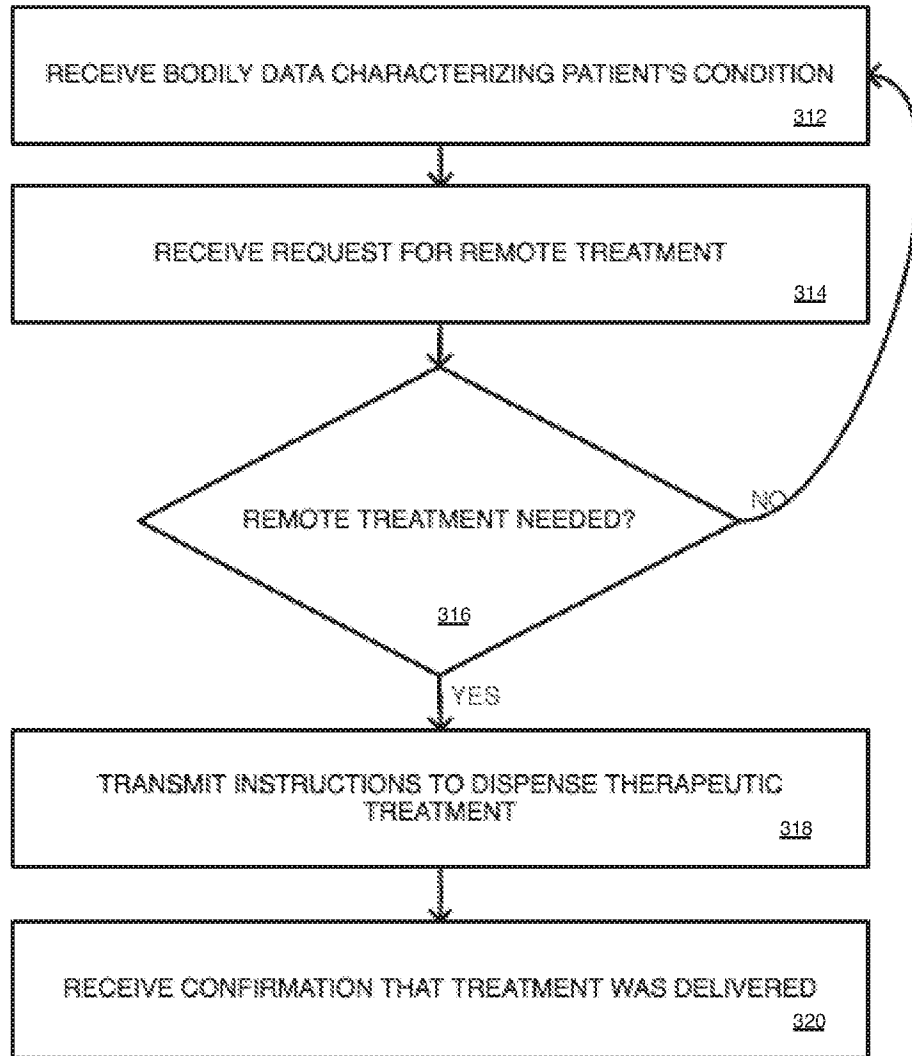 RECEIVE BODILY DATA CHARACTERIZING PATIENT'S CONDITION
312
RECEIVE REQUEST FOR REMOTE TREATMENT
314
REMOTE TREATMENT NEEDED?
NO
316
YES
TRANSMIT INSTRUCTIONS TO DISPENSE THERAPEUTIC
TREATMENT
318
RECEIVE CONFIRMATION THAT TREATMENT WAS DELIVERED
320